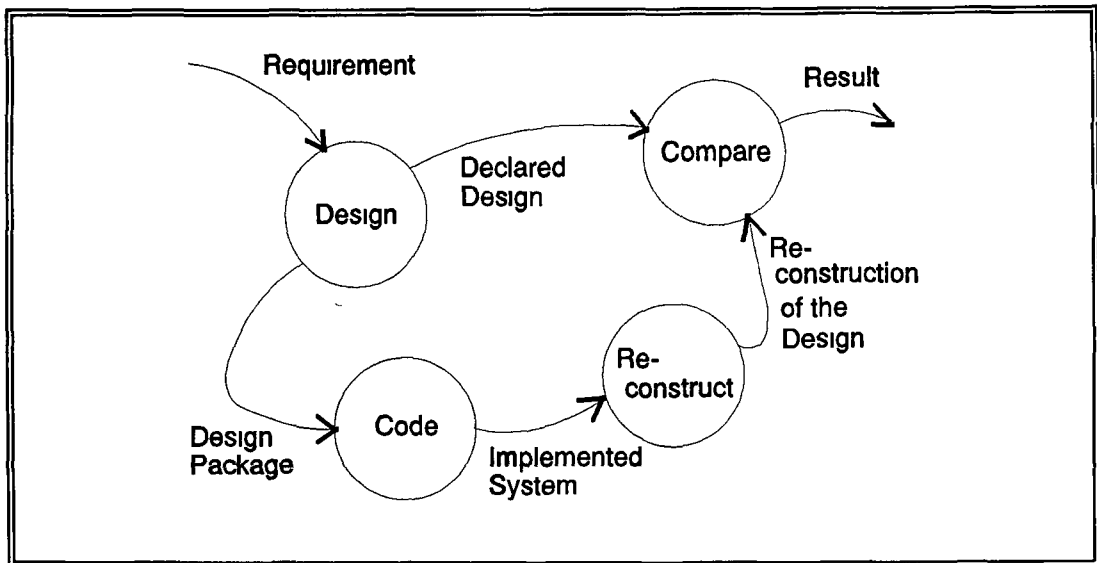 Requirement
Result
Declared
Design
Compare
Design
Re-
construction
of the
Design
Re-
construct
Code
Design
Package
Implemented
System